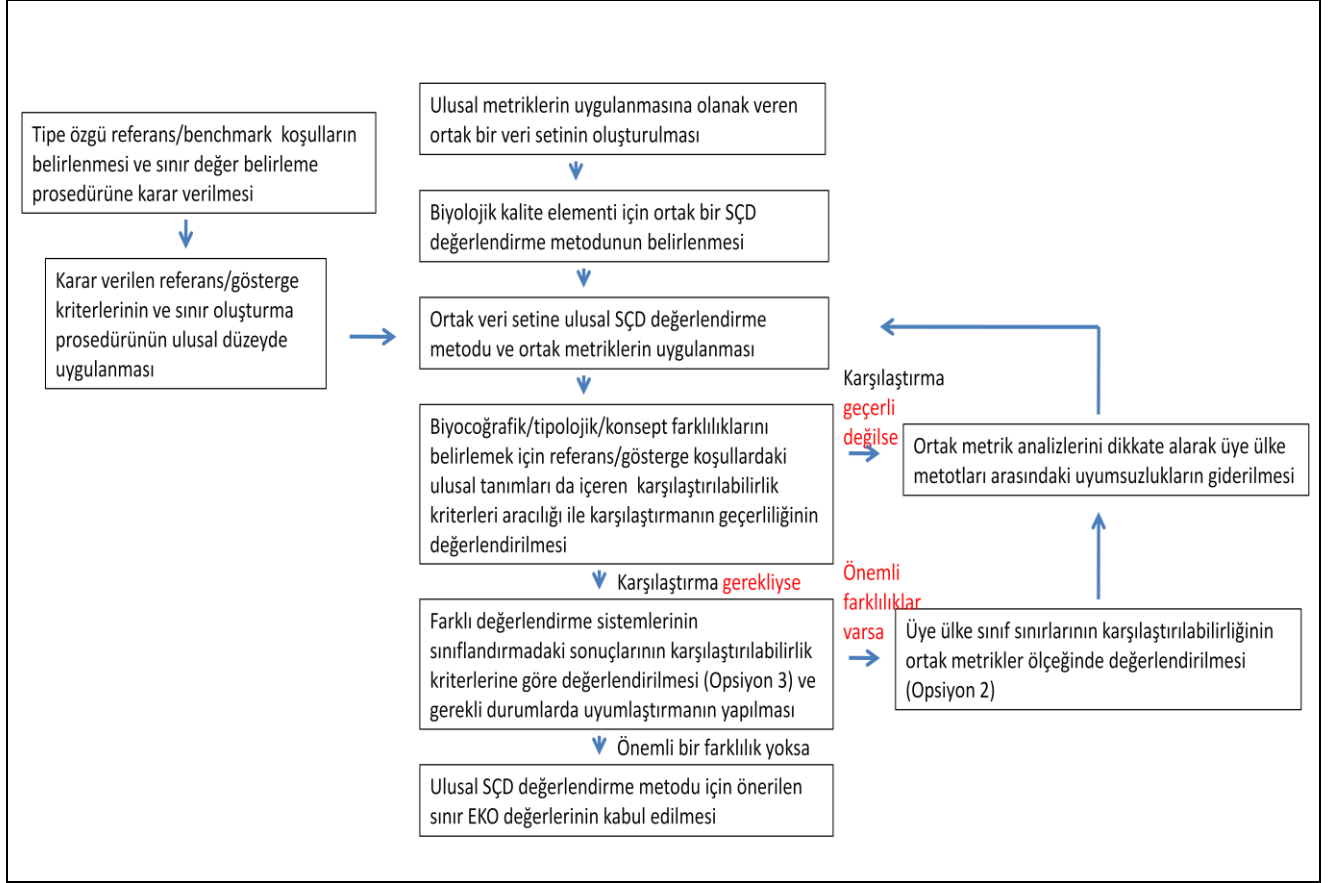 Tipe özgü referans/benchmark koşulların
belirlenmesi ve sınır değer belirleme
prosedürüne karar verilmesi
Karar verilen referans/gösterge
kriterlerinin ve sınır oluşturma
prosedürünün ulusal düzeyde
uygulanması
Ulusal metriklerin uygulanmasına olanak veren
ortak bir veri setinin oluşturulması
Biyolojik kalite elementi için ortak bir SÇD
değerlendirme metodunun belirlenmesi
Ortak veri setine ulusal SÇD değerlendirme
metodu ve ortak metriklerin uygulanması
Biyocoğrafik/tipolojik/konsept farklılıklarını
belirlemek için referans/gösterge koşullardaki
ulusal tanımları da içeren karşılaştırılabilirlik
kriterleri aracılığı ile karşılaştırmanın geçerliliğinin
değerlendirilmesi
Karşılaştırma
geçerli
değilse
Ortak metrik analizlerini dikkate alarak üye ülke
metotları arasındaki uyumsuzlukların giderilmesi
Karşılaştırma gerekliyse
Farklı değerlendirme sistemlerinin
sınıflandırmadaki sonuçlarının karşılaştırılabilirlik
kriterlerine göre değerlendirilmesi (Opsiyon 3) ve
gerekli durumlarda uyumlaştırmanın yapılması
Önemli
farklılıklar
varsa
Üye ülke sınıf sınırlarının karşılaştırılabilirliğinin
ortak metrikler ölçeğinde değerlendirilmesi
(Opsiyon 2)
Önemli bir farklılık yoksa
Ulusal SÇD değerlendirme metodu için önerilen
sınır EKO değerlerinin kabul edilmesi